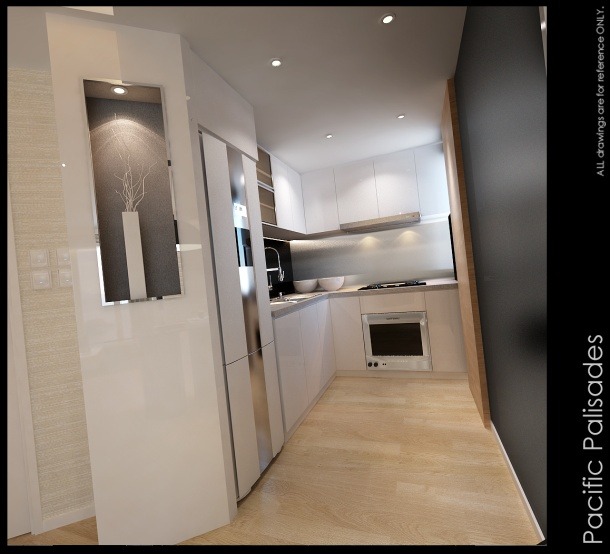 ALL drawings are for reference ONLY.
Pacific Palisades